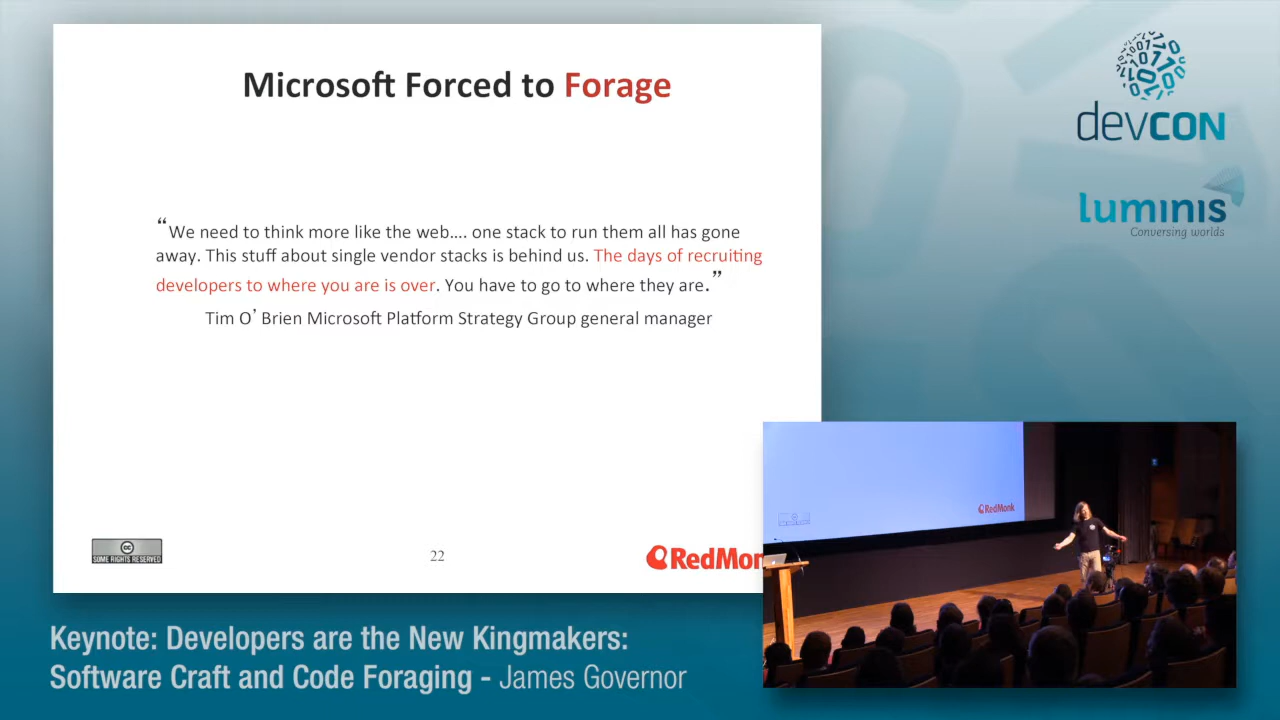 Microsoft Forced to Forage
“We need to think more like the web.... one stack to run them all has gone
away. This stuff about single vendor stacks is behind us. The days of recruiting
developers to where you are is over. You have to go to where they are.”
Tim O’Brien Microsoft Platform Strategy Group general manager
cc
SOME RIGHTS RESERVED
22
RedMon
devCON
luminis
Conversing worlds
RedMonk
Keynote: Developers are the New Kingmakers:
Software Craft and Code Foraging - James Governor